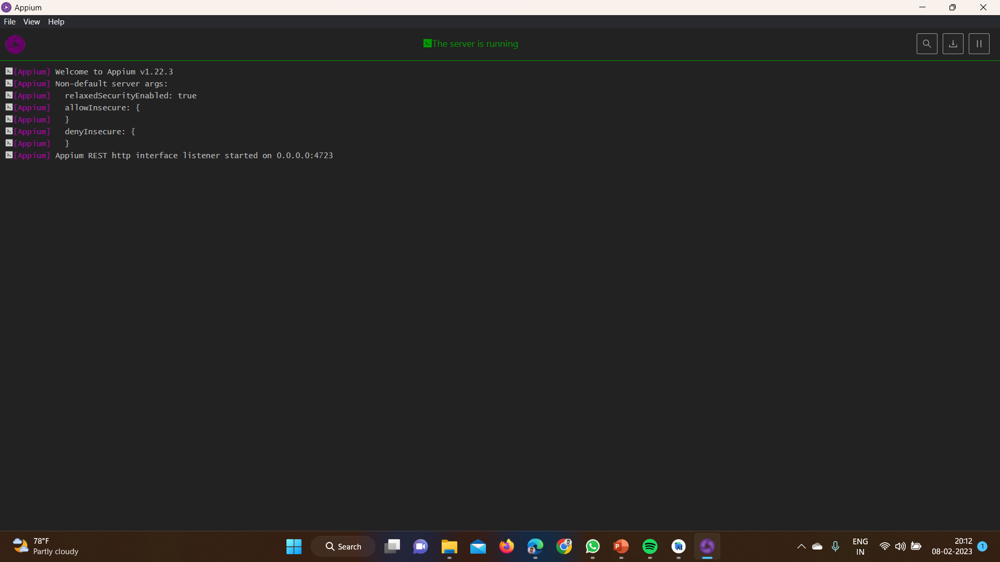 Appium
File View Help
The server is running
[Appium] Welcome to Appium v1.22.3
[Appium] Non-default server args:
[Appium]   relaxedSecurityEnabled: true
[Appium]   allowInsecure: {
[Appium]   }
[Appium]   denyInsecure: {
[Appium]   }
[Appium] Appium REST http interface listener started on 0.0.0.0:4723
78°F
Partly cloudy
Search
ENG
IN
20:12
08-02-2023
1